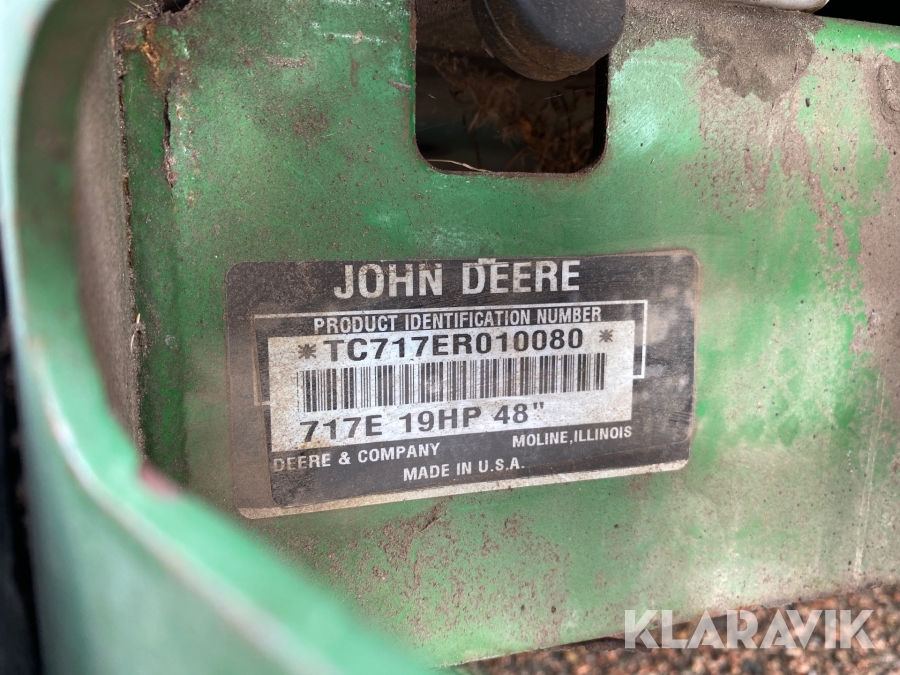 JOHN DEERE
PRODUCT IDENTIFICATION NUMBER
*TC717ER010080 *
717E 19HP 48"
DEERE & COMPANY MOLINE, ILLINOIS
MADE IN U.S.A.
KLARAVIK